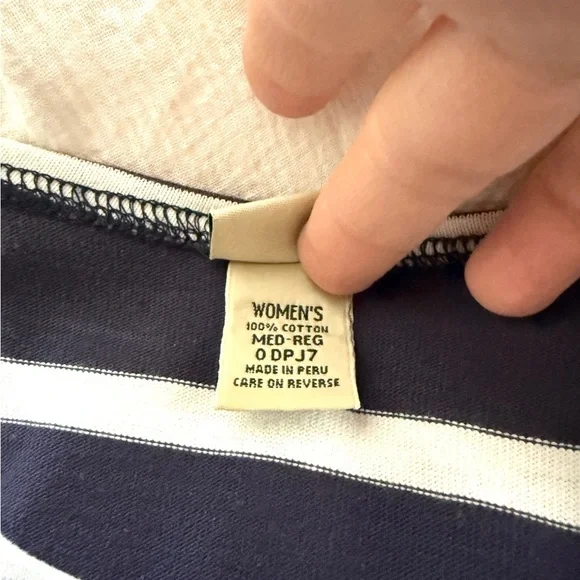 WOMEN'S
100% COTTON
MED-REG
0 DPJ7
MADE IN PERU
CARE ON REVERSE